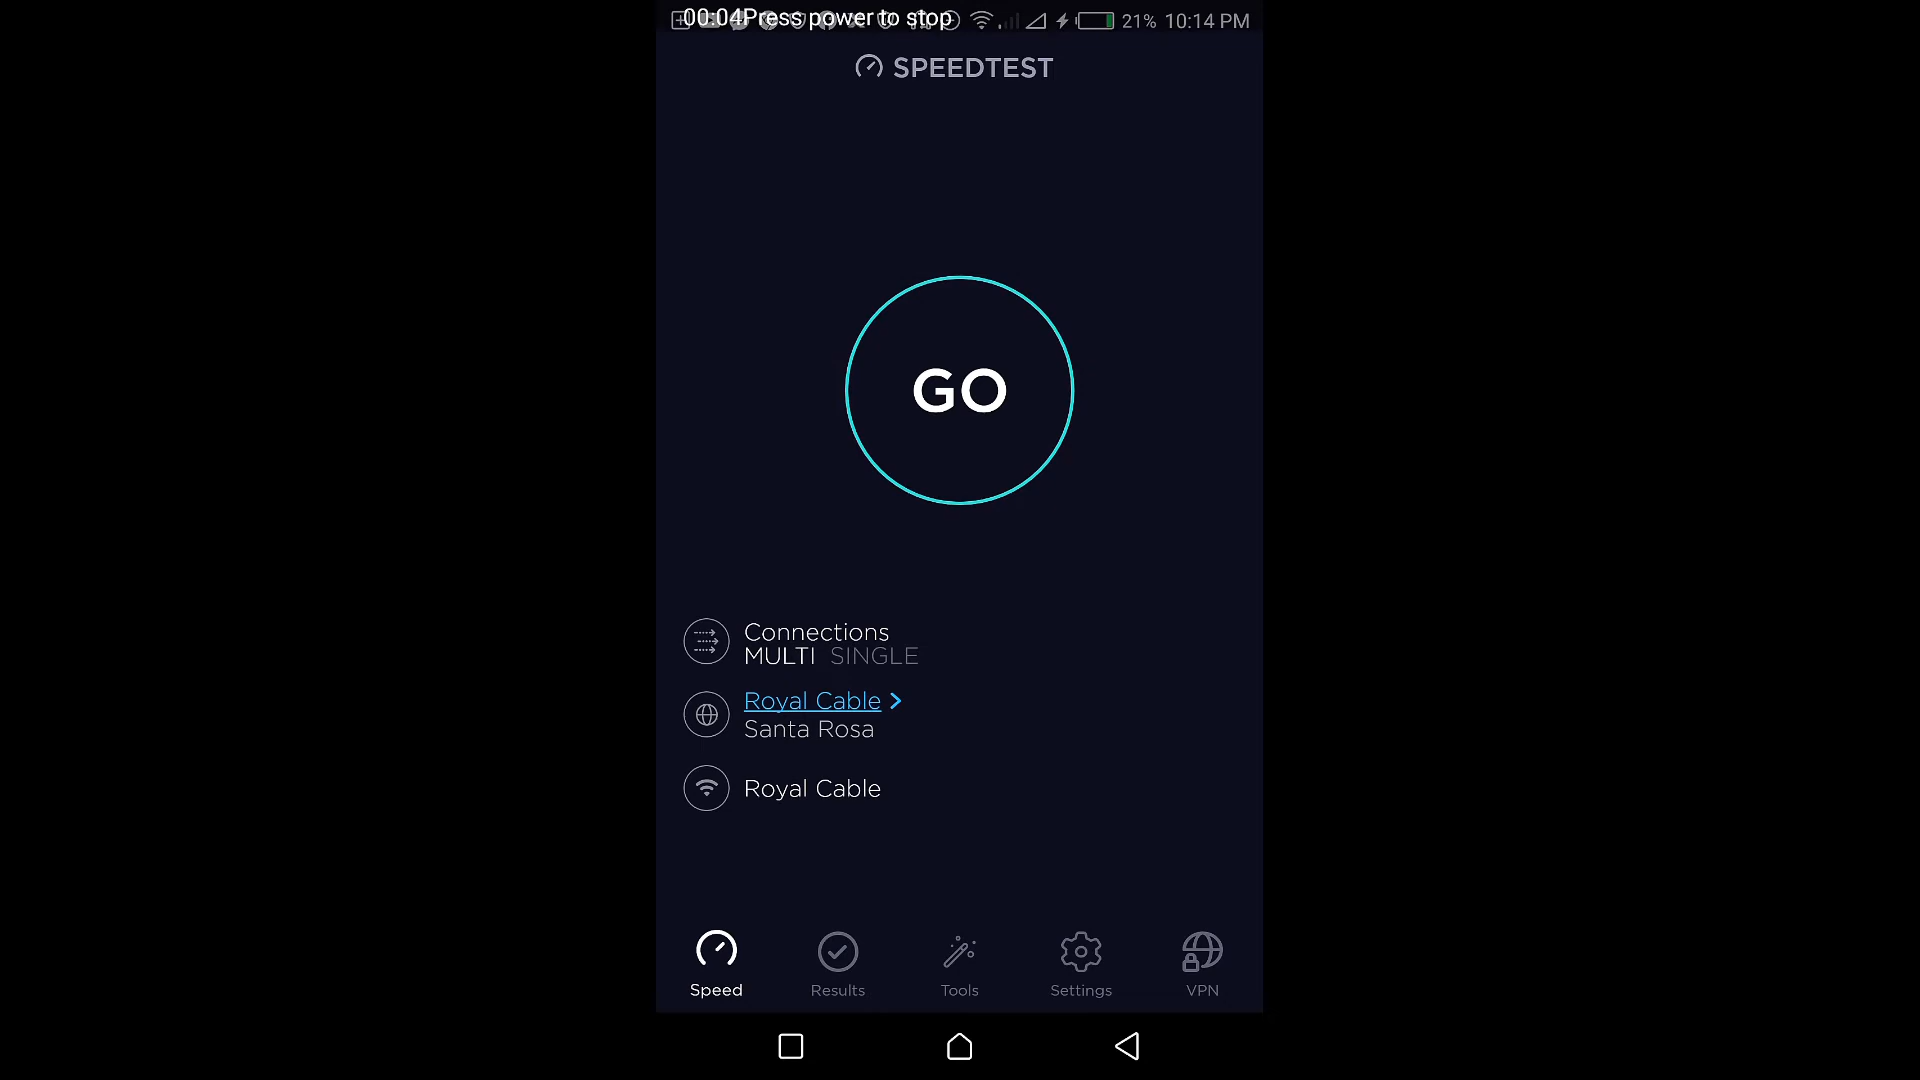 00:04Press power to stop 21% 10:14 PM
SPEEDTEST
GO
Connections
MULTI SINGLE
Royal Cable >
Santa Rosa
Royal Cable
Speed Results Tools Settings VPN